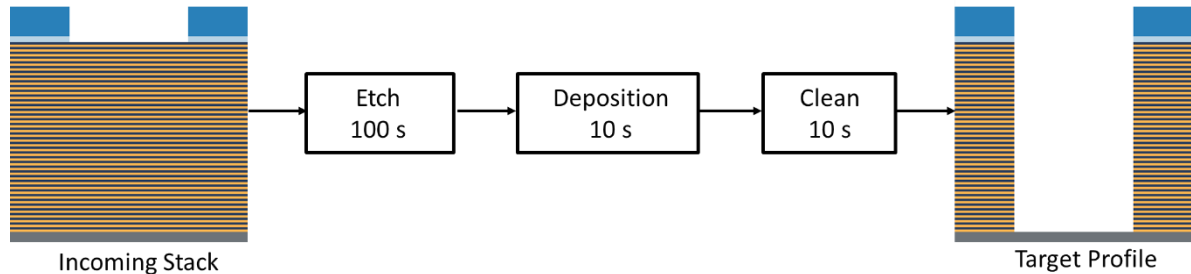 Etch
100 s
Deposition
10 s
Clean
10 s
Incoming Stack
Target Profile